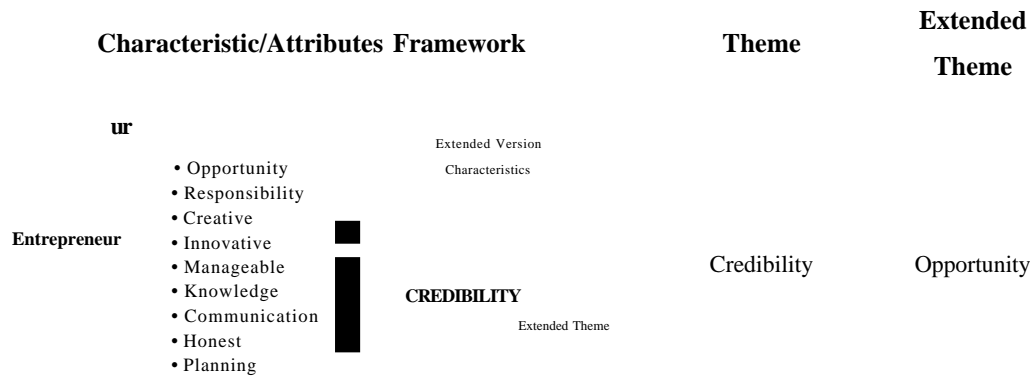 Characteristic/Attributes Framework
Theme
Extended
Theme
ur
Extended Version
Characteristics
• Opportunity
• Responsibility
• Creative
• Innovative
• Manageable
• Knowledge
• Communication
• Honest
• Planning
Entrepreneur
CREDIBILITY
Extended Theme
Credibility
Opportunity